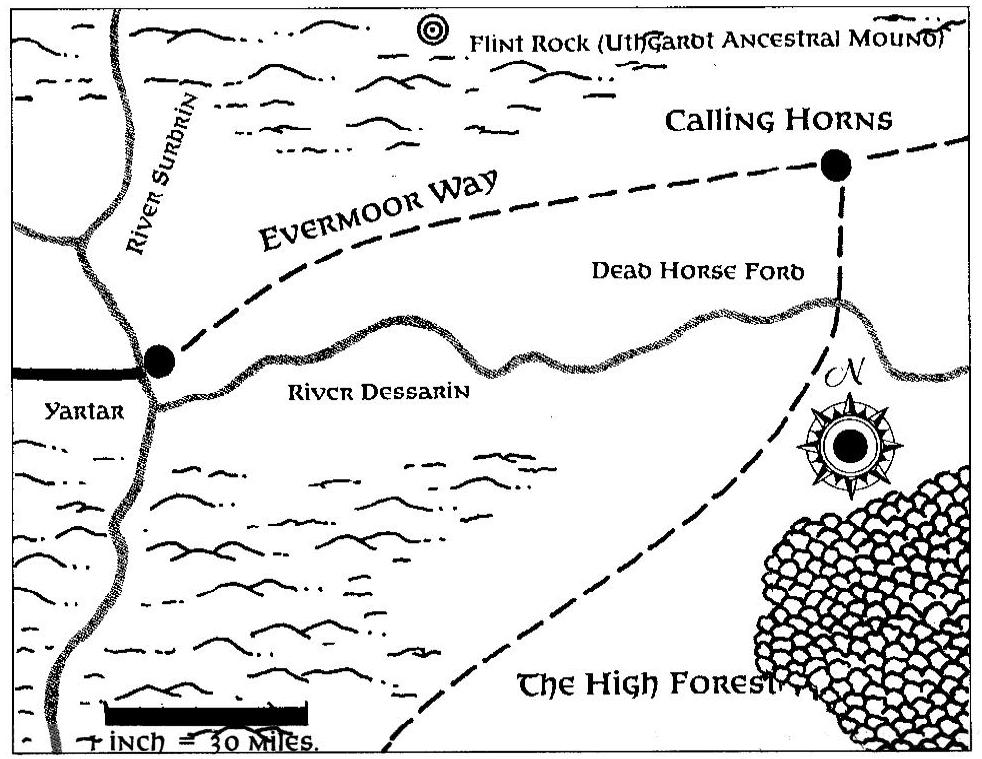 Flint Rock (Uthgardt Ancestral Mound)
Calling Horns
River Surbrin
Evermoor Way
Dead Horse Ford
N
River Dessarin
Yartar
The High Forest
1 inch = 30 miles.